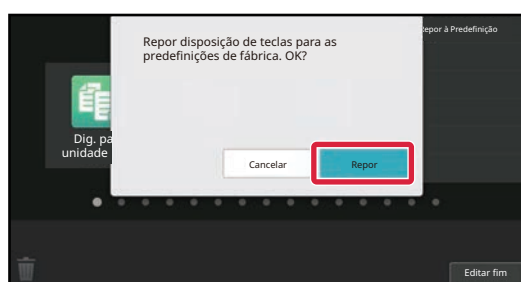 epor à Predefinição
Repor disposição de teclas para as
predefinições de fábrica. OK?
Dig. pa
unidade
Cancelar
Repor
Editar fim